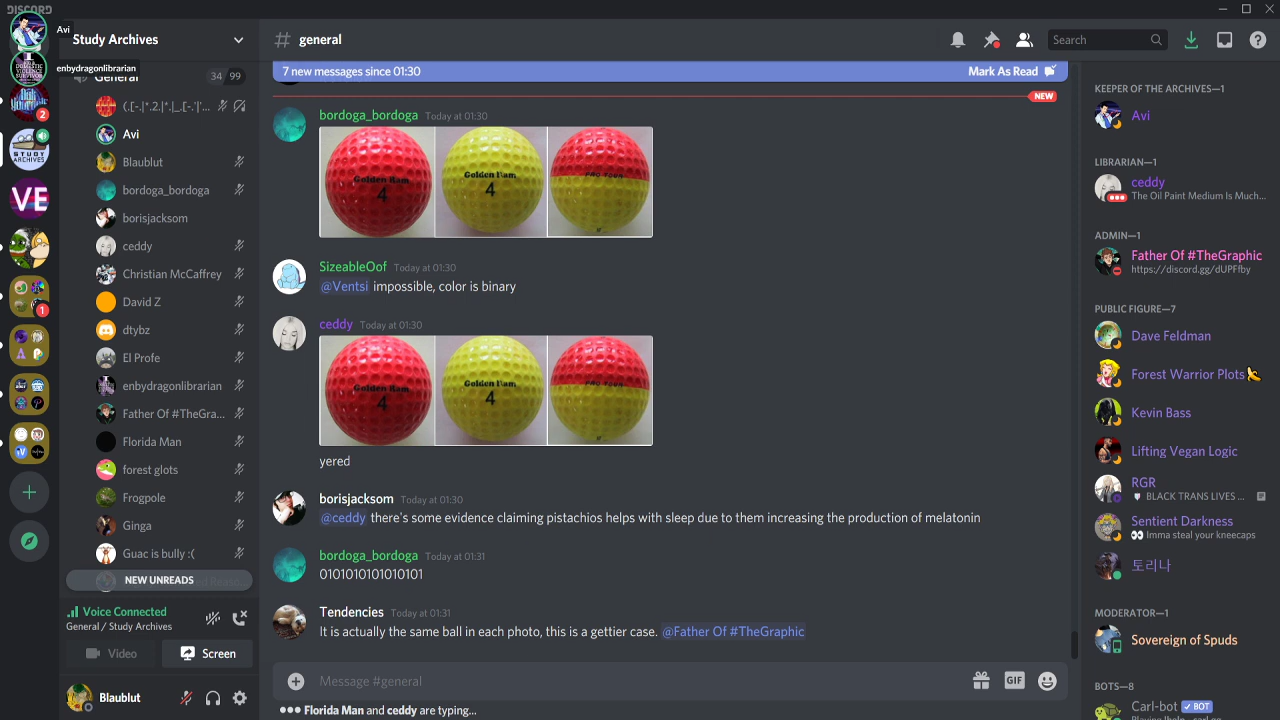 DISCORD
Avi
enbydragonlibrarian
2
STUDY
ARCHIVES
VE
1
Study Archives
General
34 99
Avi
Blaublut
bordoga_bordoga
borisjacksom
ceddy
Christian McCaffrey
David Z
dtybz
El Profe
enbydragonlibrarian
Father Of #TheGra...
Florida Man
forest glots
Frogpole
Ginga
Guac is bully :(
NEW UNREADS
Voice Connected
General / Study Archives
Video
Screen
Blaublut
# general
Search
7 new messages since 01:30
Mark As Read
NEW
bordoga_bordoga Today at 01:30
Golden Ram
4
Golden Ram
4
PRO TOUR
SizeableOof Today at 01:30
@Ventsi impossible, color is binary
ceddy Today at 01:30
Golden Ram
4
Golden Ram
4
PRO TOUR
yered
borisjacksom Today at 01:30
@ceddy there's some evidence claiming pistachios helps with sleep due to them increasing the production of melatonin
bordoga_bordoga Today at 01:31
0101010101010101
Tendencies Today at 01:31
It is actually the same ball in each photo, this is a gettier case. @Father Of #TheGraphic
Message #general
GIF
Florida Man and ceddy are typing...
KEEPER OF THE ARCHIVES—1
Avi
LIBRARIAN—1
ceddy
The Oil Paint Medium Is Much...
ADMIN—1
Father Of #TheGraphic
https://discord.gg/dUPFfby
PUBLIC FIGURE—7
Dave Feldman
Forest Warrior Plots
Kevin Bass
Lifting Vegan Logic
RGR
BLACK TRANS LIVES ...
Sentient Darkness
Imma steal your kneecaps
토리나
MODERATOR—1
Sovereign of Spuds
BOTS—8
Carl-bot BOT